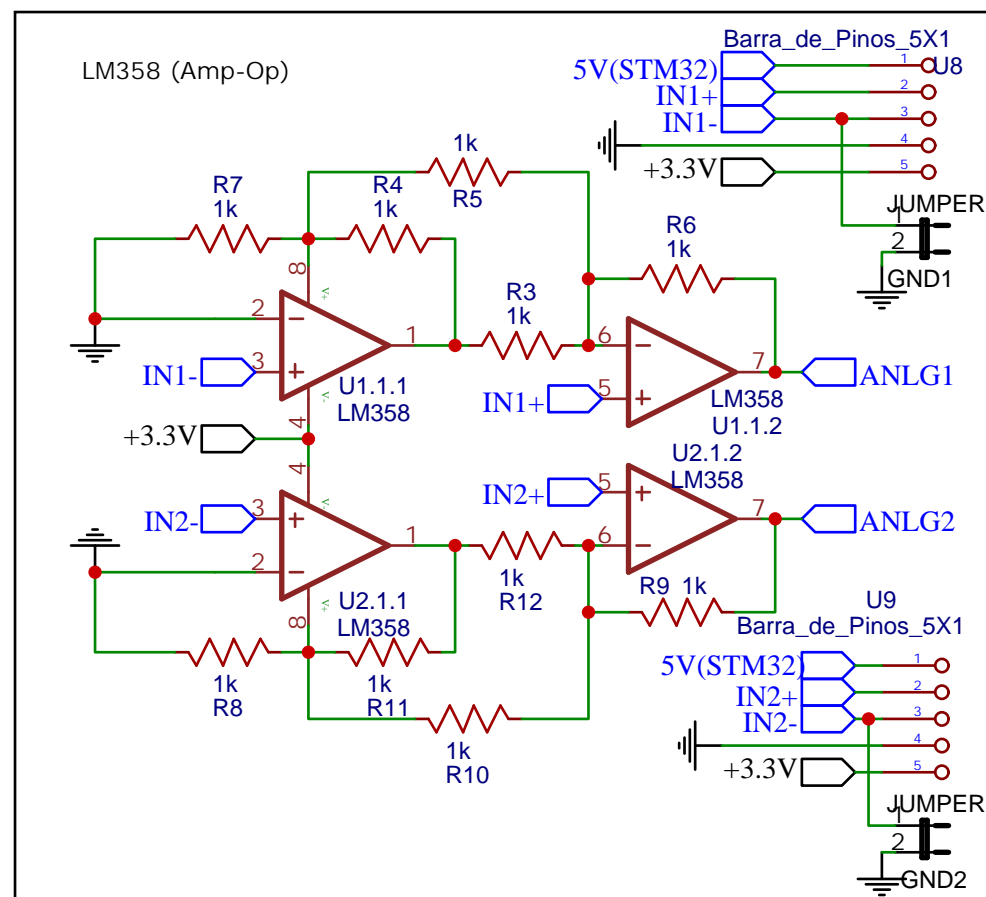 LM358 (Amp-Op)
Barra_de_Pinos_5X1
U8
5V(STM32)
1
IN1+
2
IN1-
3
4
+3.3V
5
JUMPER
1
2
GND1
R7
1k
R4
1k
1k
R5
R6
1k
R3
1k
8
V+
2
3
1
IN1-
U1.1.1
LM358
V-
4
6
5
7
IN1+
ANLG1
LM358
U1.1.2
+3.3V
4
V-
IN2-
3
2
1
U2.1.1
LM358
V+
8
U2.1.2
LM358
IN2+
5
6
7
ANLG2
1k
R12
R9 1k
1k
R8
1k
R11
1k
R10
U9
Barra_de_Pinos_5X1
5V(STM32)
1
IN2+
2
IN2-
3
4
+3.3V
5
JUMPER
1
2
GND2